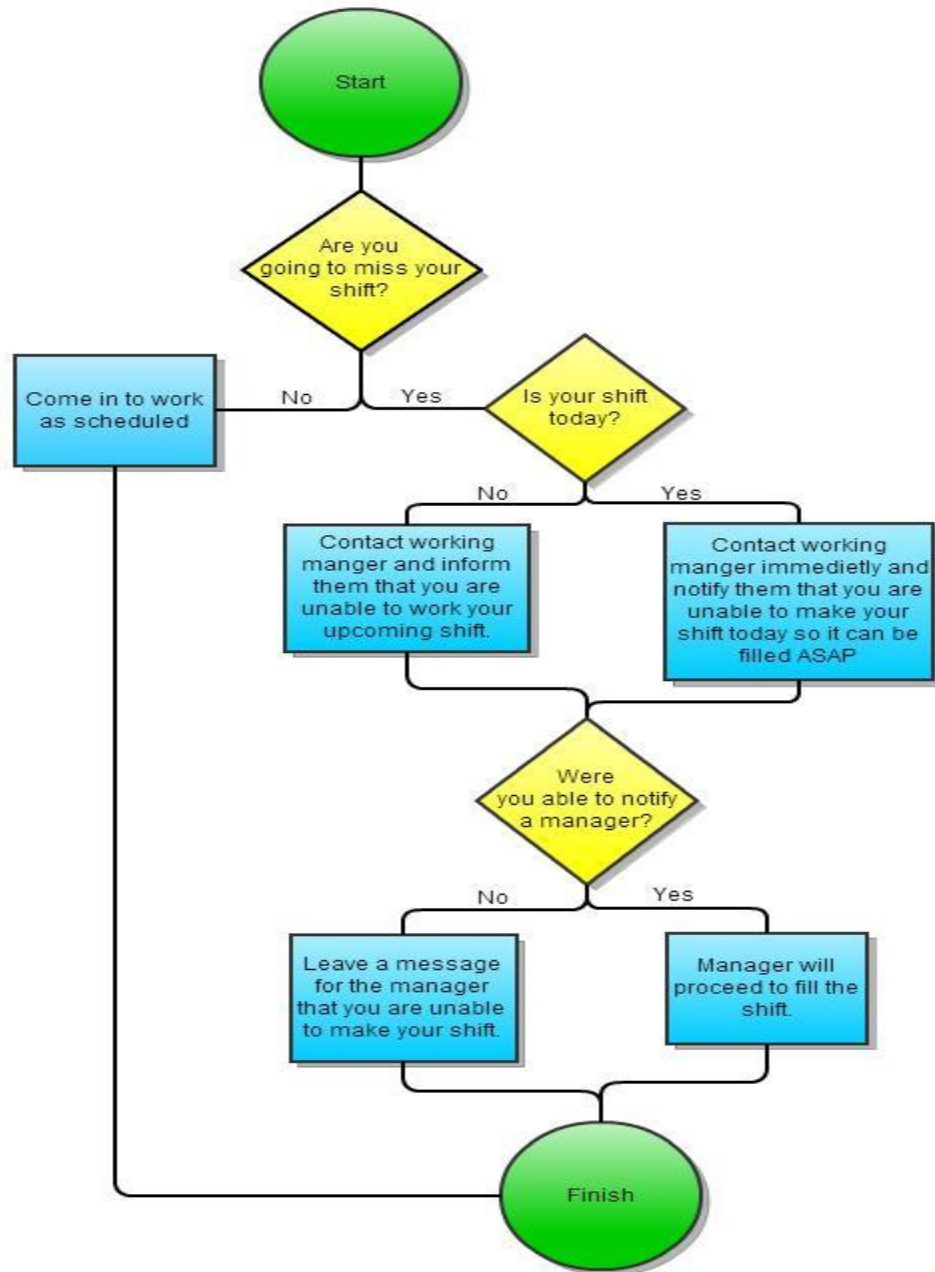 Start
Are you
going to miss your
shift?
No
Yes
Come in to work
as scheduled
Is your shift
today?
No
Yes
Contact working
manger and inform
them that you are
unable to work your
upcoming shift.
Contact working
manger immedietly and
notify them that you are
unable to make your
shift today so it can be
filled ASAP
Were
you able to notify
a manager?
No
Yes
Leave a message
for the manager
that you are unable
to make your shift.
Manager will
proceed to fill the
shift.
Finish